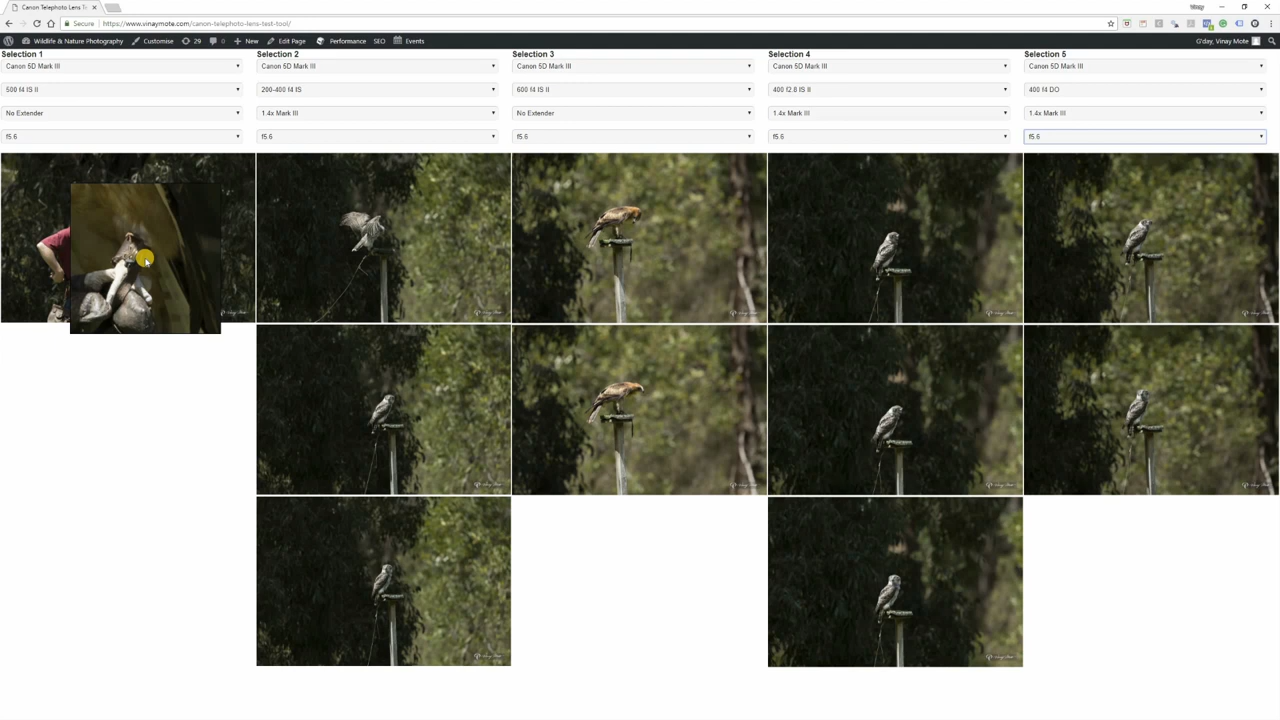 Canon Telephoto Lens T
Vinay
Secure
https://www.vinaymote.com/canon-telephoto-lens-test-tool/
Wildlife & Nature Photography
Customise
29
0
New
Edit Page
Performance
SEO
Events
G'day, Vinay Mote
Selection 1
Selection 2
Selection 3
Selection 4
Selection 5
Canon 5D Mark III
Canon 5D Mark III
Canon 5D Mark III
Canon 5D Mark III
Canon 5D Mark III
500 f4 IS II
200-400 f4 IS
600 f4 IS II
400 f2.8 IS II
400 f4 DO
No Extender
1.4x Mark III
No Extender
1.4x Mark III
1.4x Mark III
f5.6
f5.6
f5.6
f5.6
f5.6